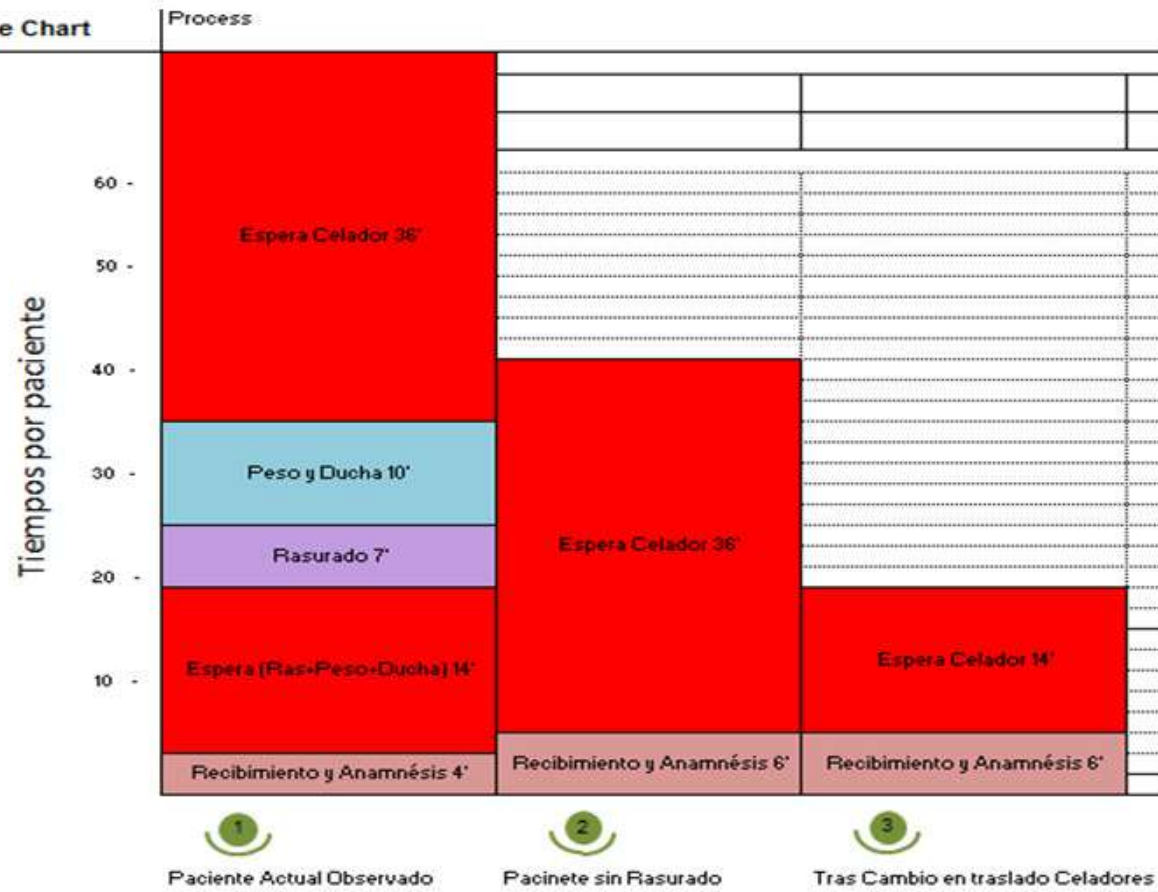 e Chart
Process
Tiempos por paciente
60 -
50 -
40 -
30 -
20 -
10 -
Espera Celador 36'
Peso y Ducha 10'
Rasurado 7'
Espera (Ras+Peso+Ducha) 14'
Recibimiento y Anamnésis 4'
Espera Celador 36'
Recibimiento y Anamnésis 6'
Espera Celador 14'
Recibimiento y Anamnésis 6'
1
2
3
Paciente Actual Observado
Pacinete sin Rasurado
Tras Cambio en traslado Celadores